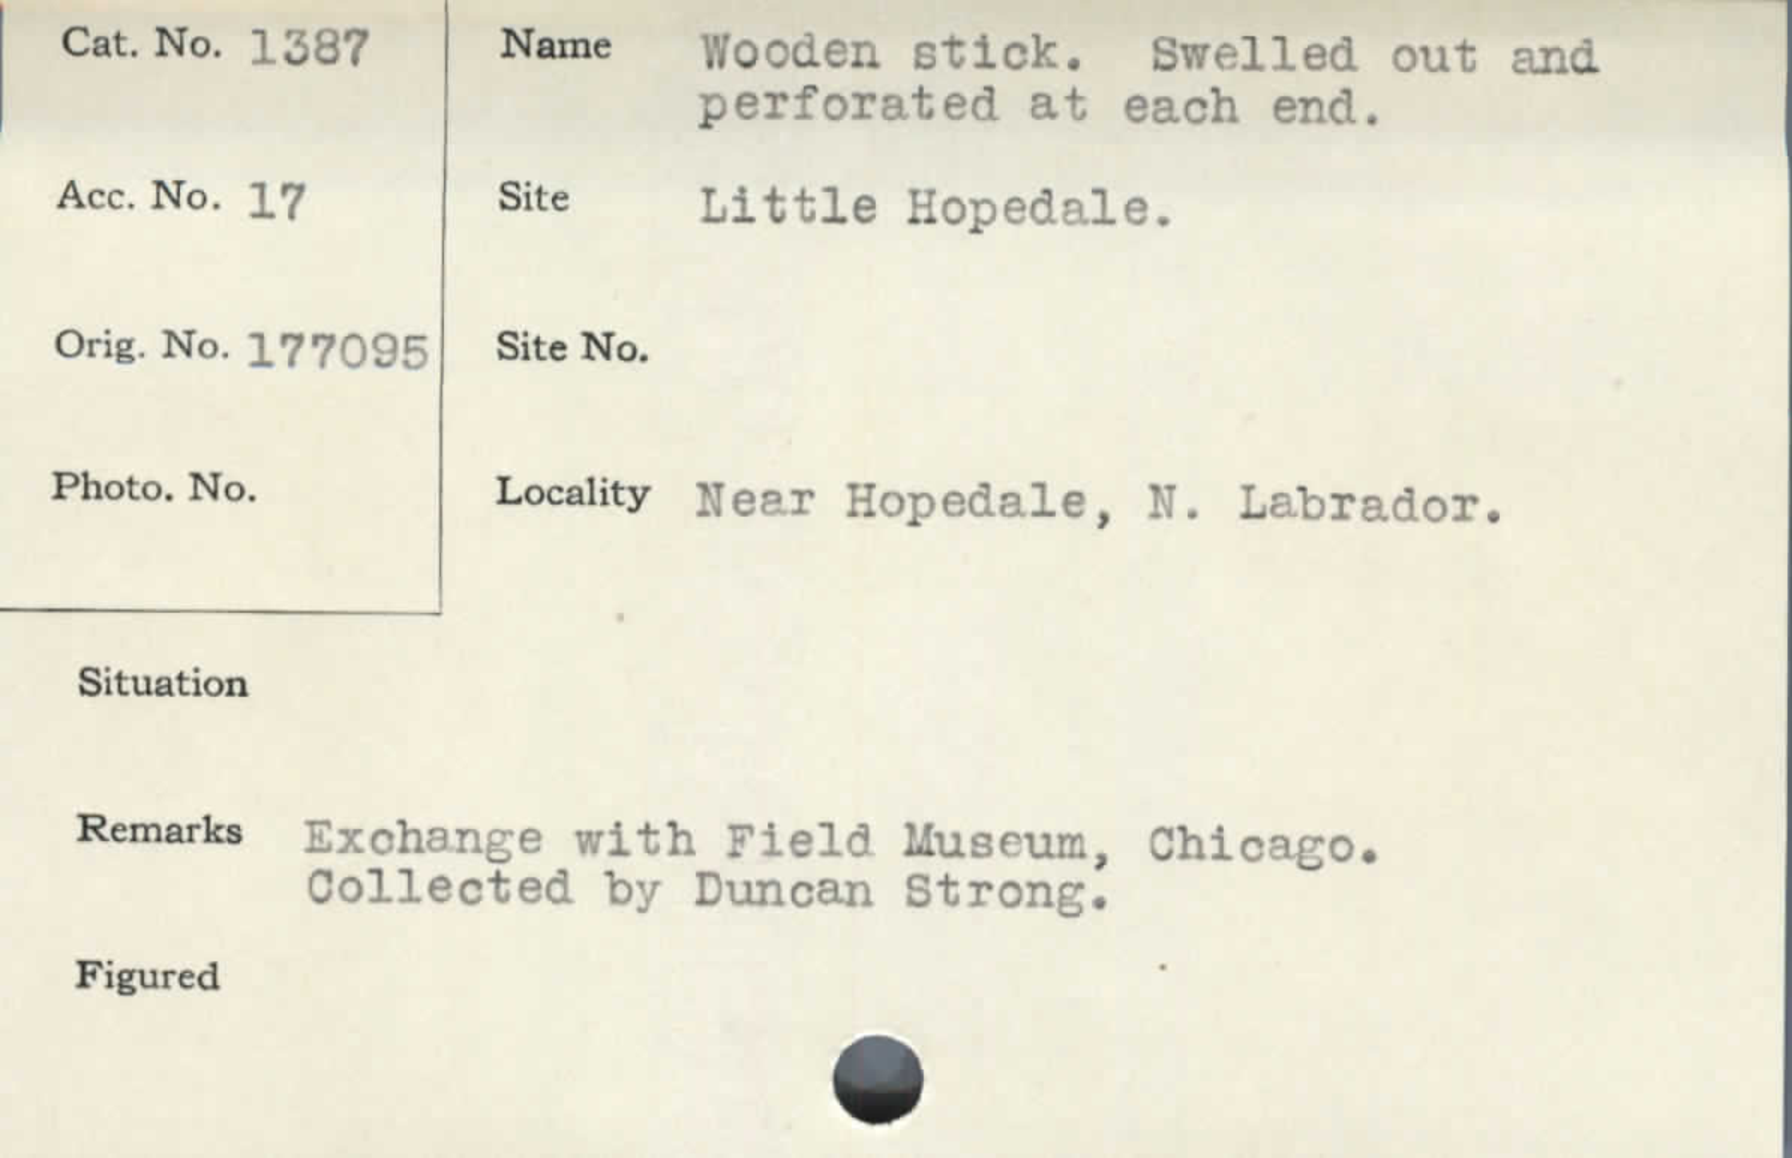 Cat. No. 1387
Name Wooden stick. Swelled out and
perforated at each end.
Acc. No. 17
Site Little Hopedale.
Orig. No. 177095
Site No.
Photo. No.
Locality Near Hopedale, N. Labrador.
Situation
Remarks Exchange with Field Museum, Chicago.
Collected by Duncan Strong.
Figured